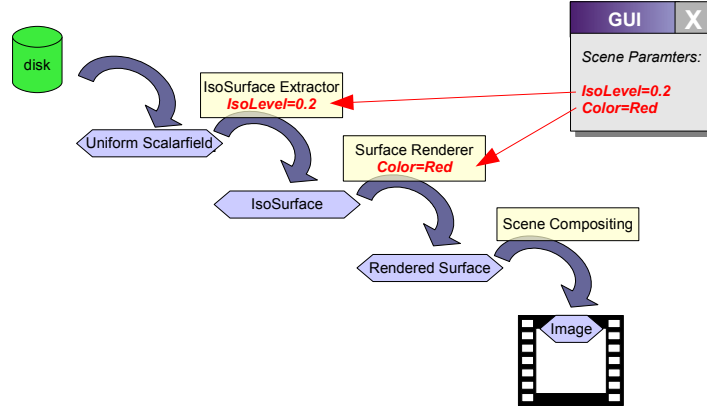 GUI
X
disk
Scene Paramters:
IsoSurface Extractor
IsoLevel=0.2
IsoLevel=0.2
Color=Red
Uniform Scalarfield
Surface Renderer
Color=Red
IsoSurface
Scene Compositing
Rendered Surface
Image